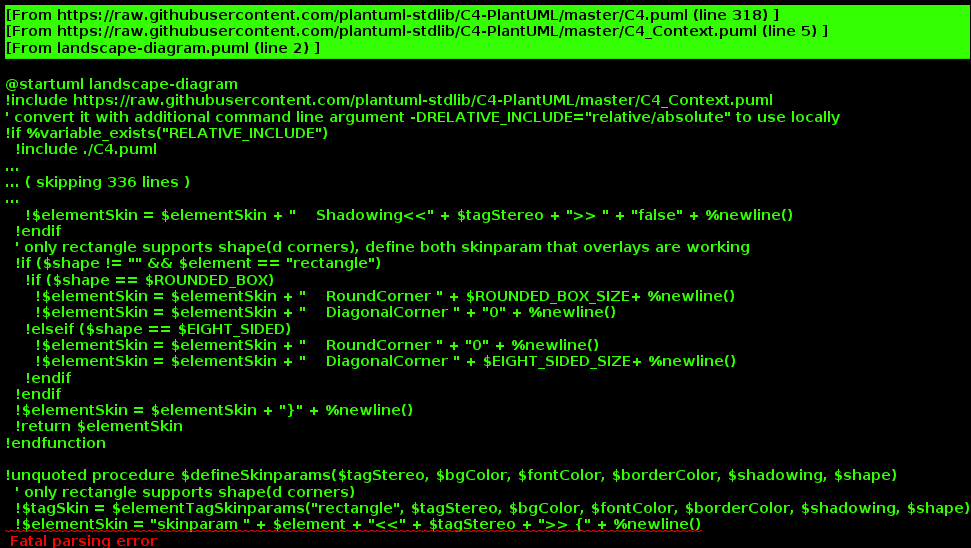 [From https://raw.githubusercontent.com/plantuml-stdlib/C4-PlantUML/master/C4.puml (line 318) ]
[From https://raw.githubusercontent.com/plantuml-stdlib/C4-PlantUML/master/C4_Context.puml (line 5) ]
[From landscape-diagram.puml (line 2) ]
@startuml landscape-diagram
!include https://raw.githubusercontent.com/plantuml-stdlib/C4-PlantUML/master/C4_Context.puml
' convert it with additional command line argument -DRELATIVE_INCLUDE="relative/absolute" to use locally
!if %variable_exists("RELATIVE_INCLUDE")
!include ./C4.puml
...
... ( skipping 336 lines )
...
!$elementSkin = $elementSkin + "    Shadowing<<" + $tagStereo + ">> " + "false" + %newline()
!endif
' only rectangle supports shape(d corners), define both skinparam that overlays are working
!if ($shape != "" && $element == "rectangle")
!if ($shape == $ROUNDED_BOX)
!$elementSkin = $elementSkin + "    RoundCorner " + $ROUNDED_BOX_SIZE+ %newline()
!$elementSkin = $elementSkin + "    DiagonalCorner " + "0" + %newline()
!elseif ($shape == $EIGHT_SIDED)
!$elementSkin = $elementSkin + "    RoundCorner " + "0" + %newline()
!$elementSkin = $elementSkin + "    DiagonalCorner " + $EIGHT_SIDED_SIZE+ %newline()
!endif
!endif
!$elementSkin = $elementSkin + "}" + %newline()
!return $elementSkin
!endfunction
!unquoted procedure $defineSkinparams($tagStereo, $bgColor, $fontColor, $borderColor, $shadowing, $shape)
' only rectangle supports shape(d corners)
!$tagSkin = $elementTagSkinparams("rectangle", $tagStereo, $bgColor, $fontColor, $borderColor, $shadowing, $shape)
!$elementSkin = "skinparam " + $element + "<<" + $tagStereo + ">> {" + %newline()
Fatal parsing error